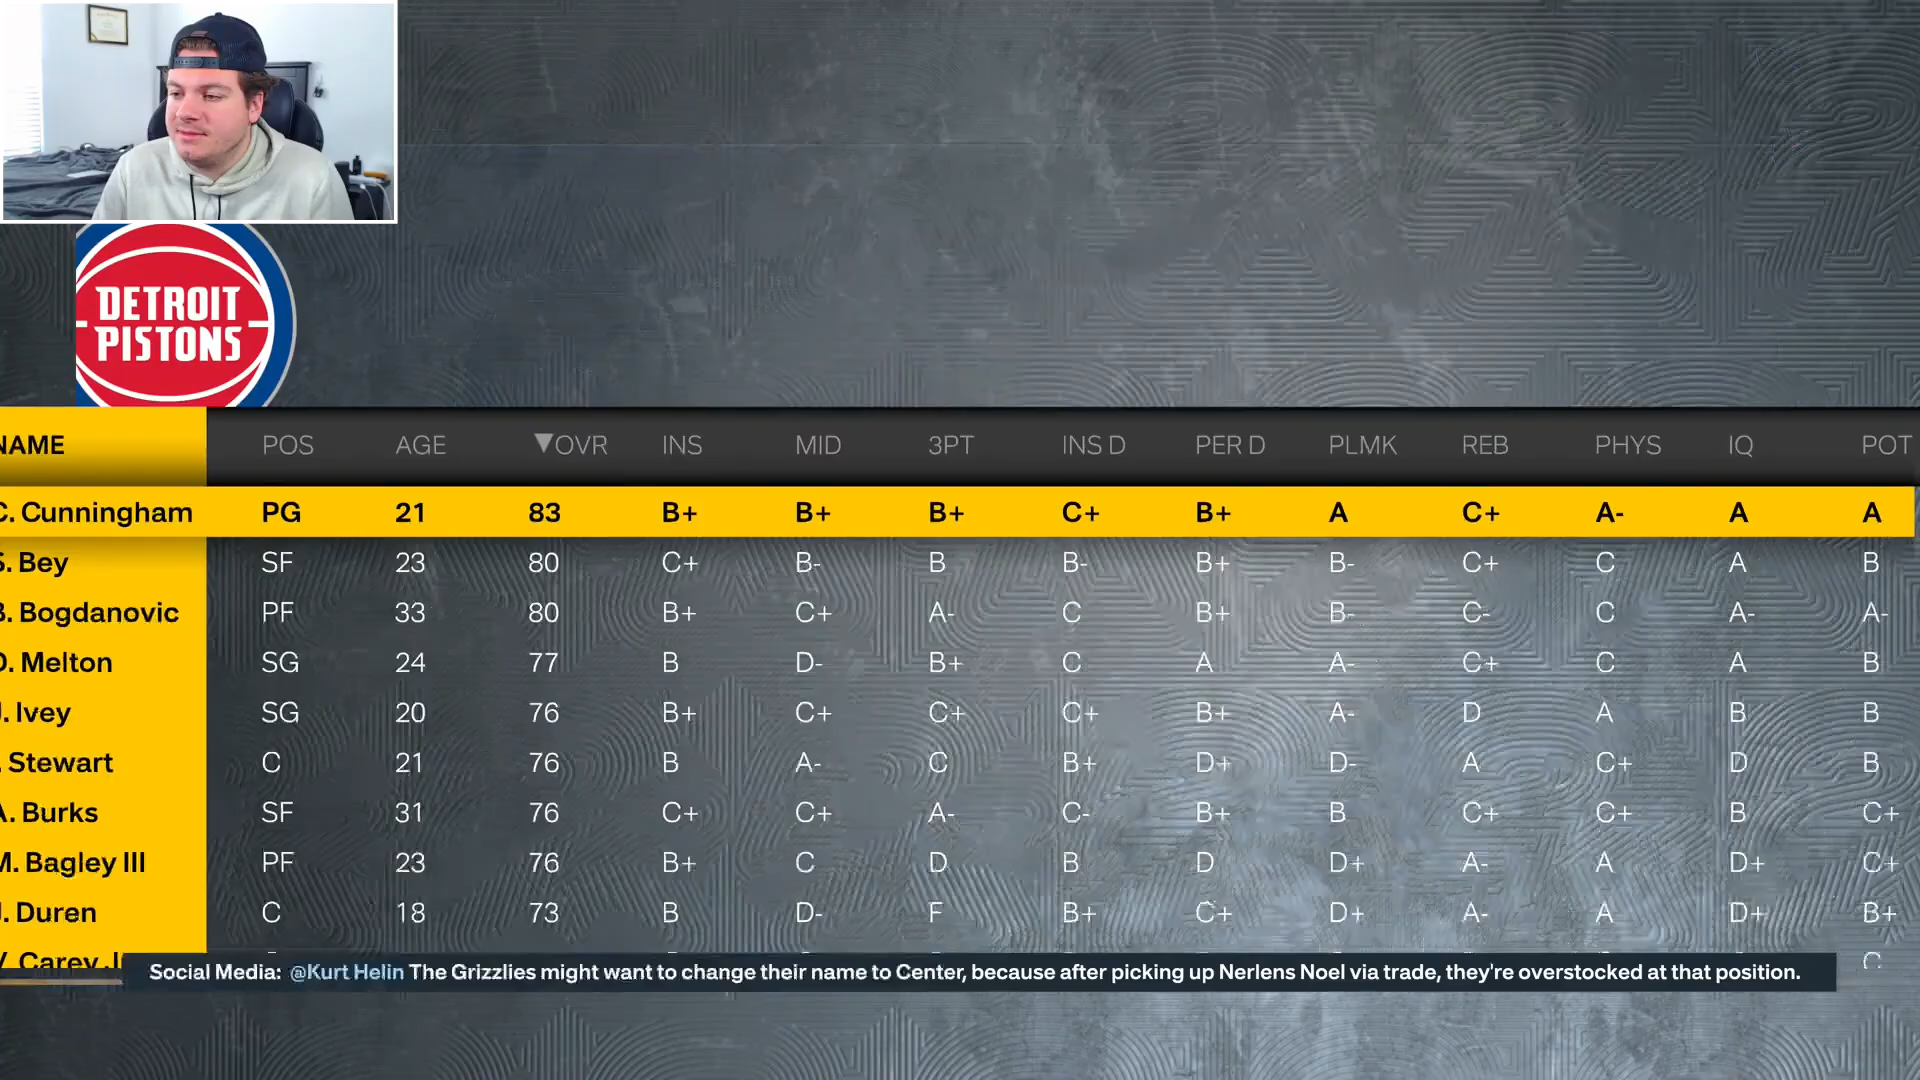 DETROIT
PISTONS
NAME POS AGE ▼OVR INS MID 3PT INS D PER D PLMK REB PHYS IQ POT
C. Cunningham PG 21 83 B+ B+ B+ C+ B+ A C+ A- A A
S. Bey SF 23 80 C+ B- B B- B+ B- C+ C A B
B. Bogdanovic PF 33 80 B+ C+ A- C B+ B- C- C A- A-
D. Melton SG 24 77 B D- B+ C A A- C+ C A B
J. Ivey SG 20 76 B+ C+ C+ C+ B+ A- D A B B
. Stewart C 21 76 B A- C B+ D+ D- A C+ D B
A. Burks SF 31 76 C+ C+ A- C- B+ B C+ C+ B C+
M. Bagley III PF 23 76 B+ C D B D D+ A- A D+ C+
J. Duren C 18 73 B D- F B+ C+ D+ A- A D+ B+
V. Carey Jr
Social Media: @Kurt Helin The Grizzlies might want to change their name to Center, because after picking up Nerlens Noel via trade, they're overstocked at that position.